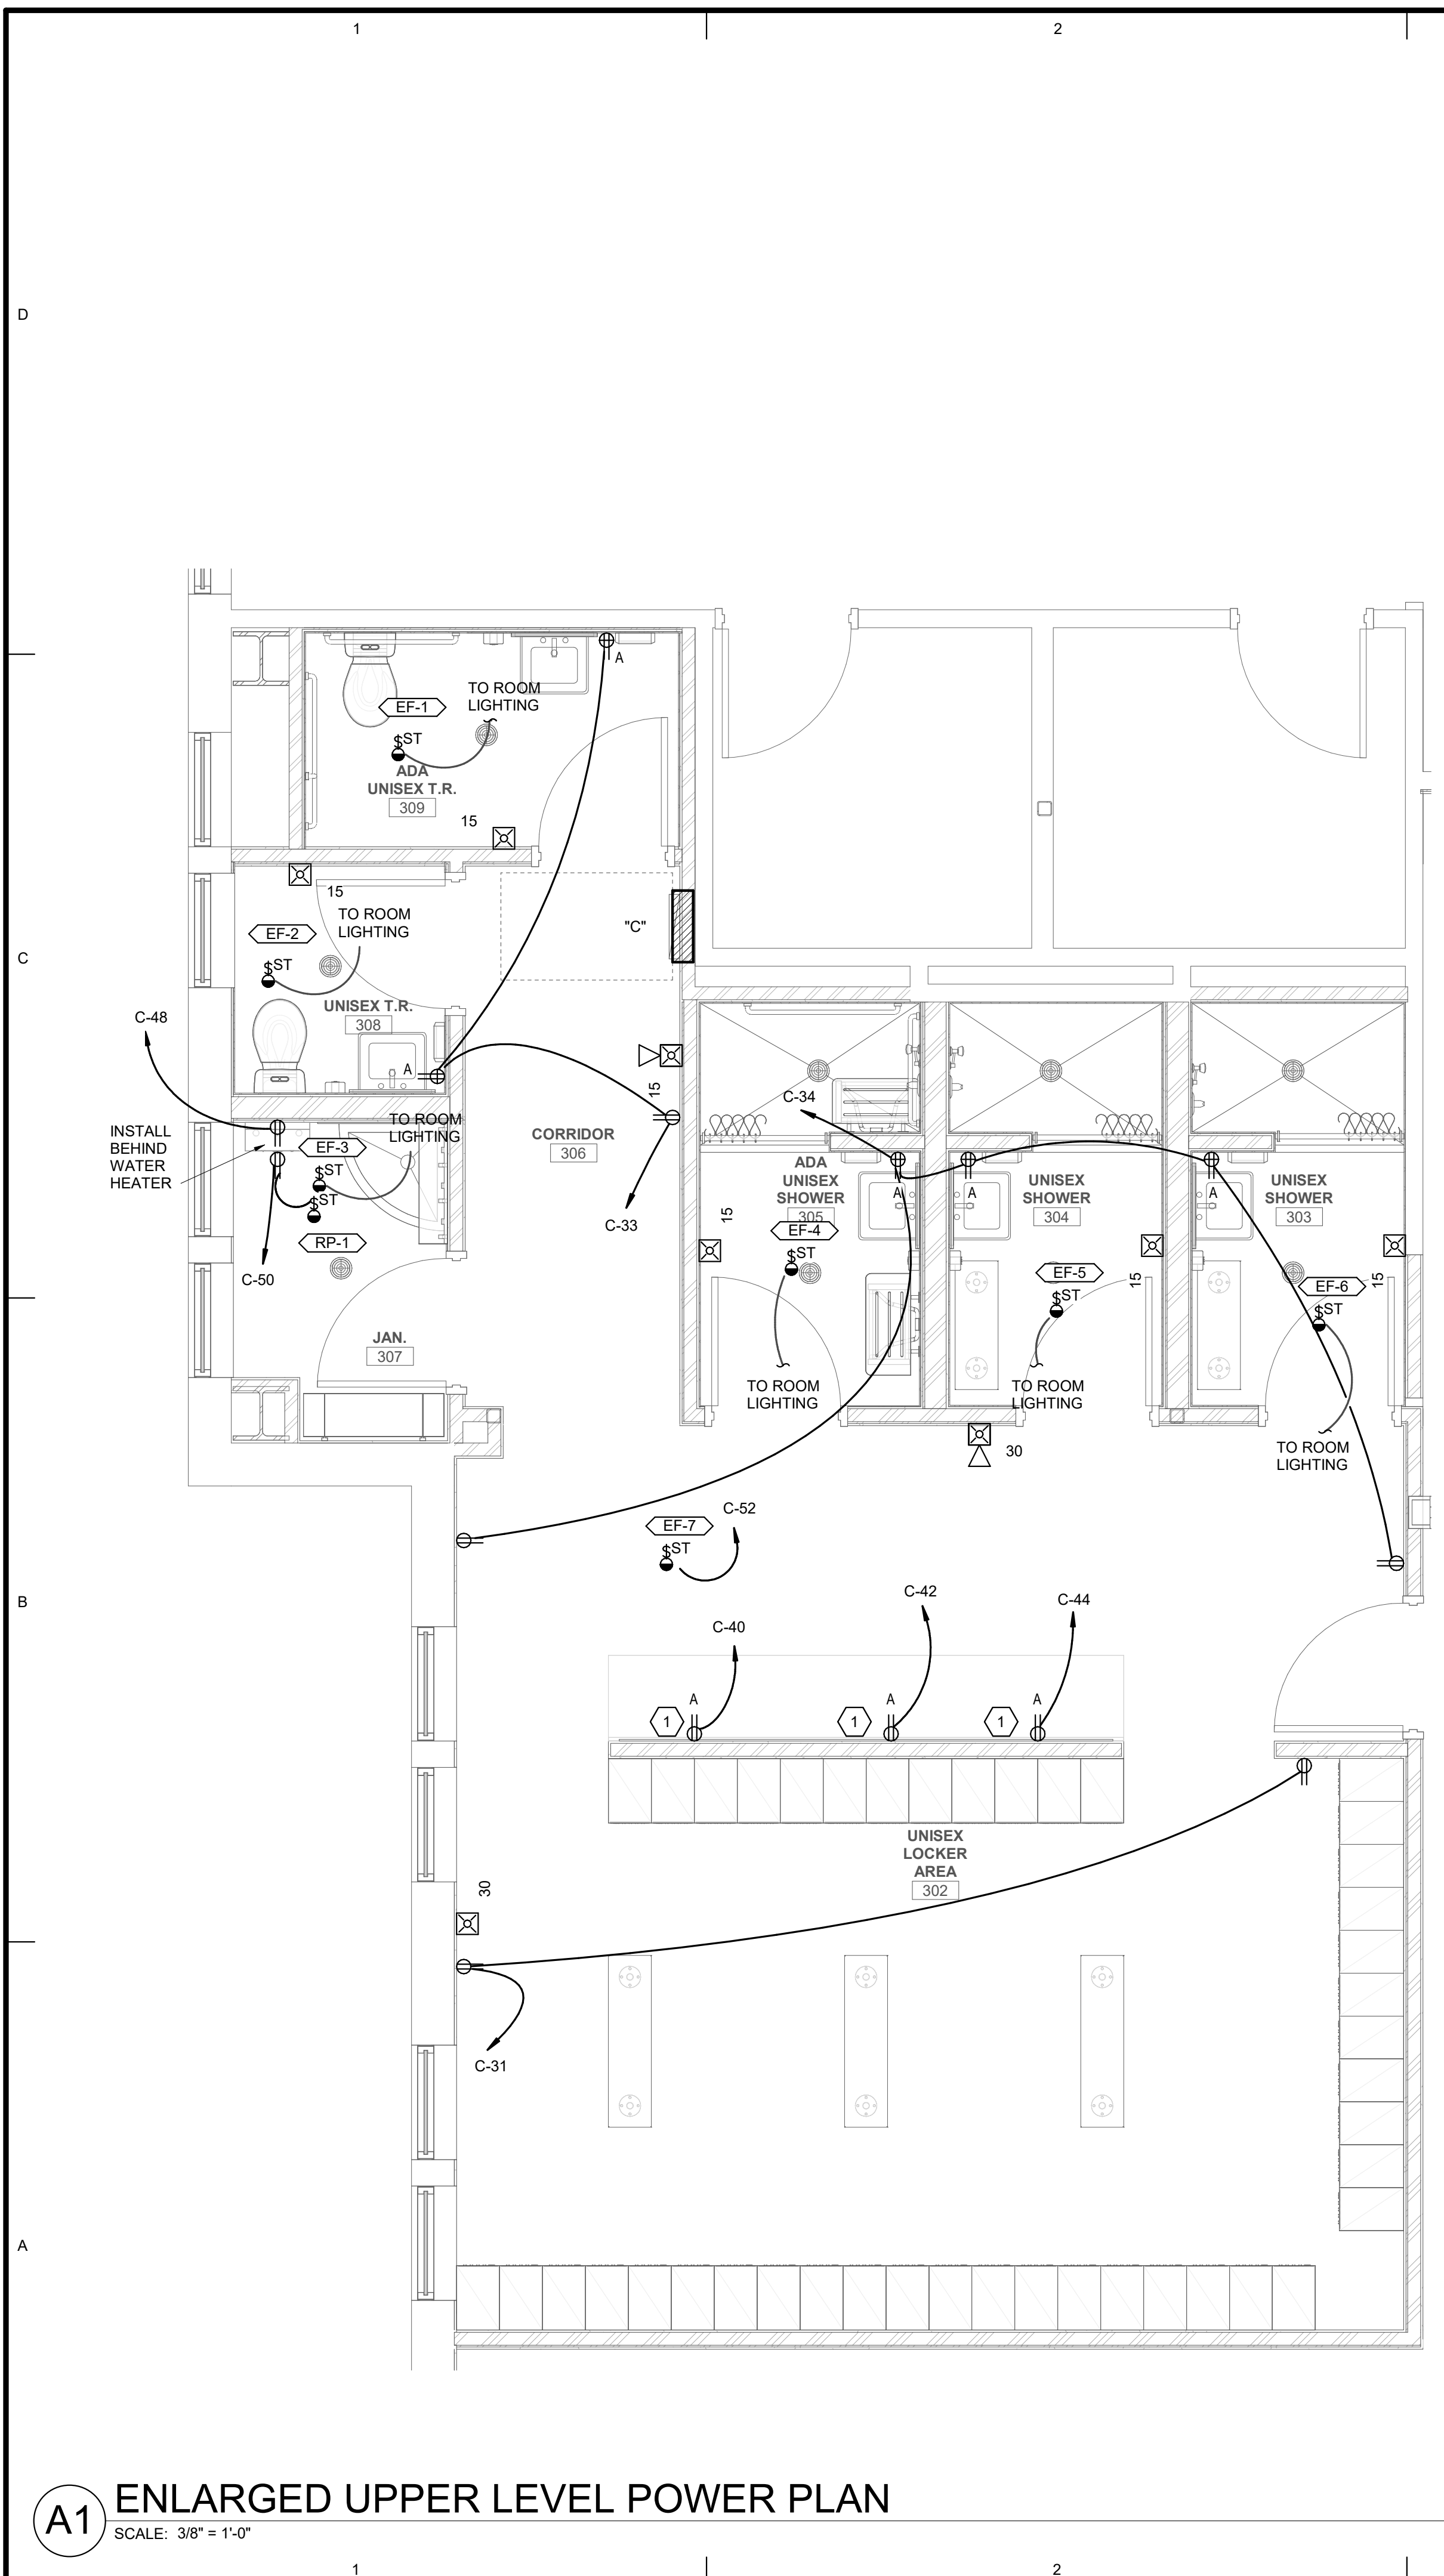 1
2
D
A
TO ROOM
LIGHTING
EF-1
$ST
ADA
UNISEX T.R.
309
15
15
TO ROOM
LIGHTING
"C"
EF-2
C
$ST
UNISEX T.R.
308
C-48
A
15
C-34
TO ROOM
LIGHTING
INSTALL
BEHIND
WATER
HEATER
EF-3
CORRIDOR
306
$ST
$ST
ADA
UNISEX
SHOWER
305
A
A
UNISEX
SHOWER
304
A
UNISEX
SHOWER
303
15
C-33
EF-4
RP-1
$ST
C-50
EF-5
15
EF-6
15
$ST
$ST
JAN.
307
TO ROOM
LIGHTING
TO ROOM
LIGHTING
TO ROOM
LIGHTING
30
C-52
EF-7
$ST
B
C-40
C-42
C-44
A
A
A
1
1
1
UNISEX
LOCKER
AREA
302
30
C-31
A
A1
ENLARGED UPPER LEVEL POWER PLAN
SCALE: 3/8" = 1'-0"
1
2